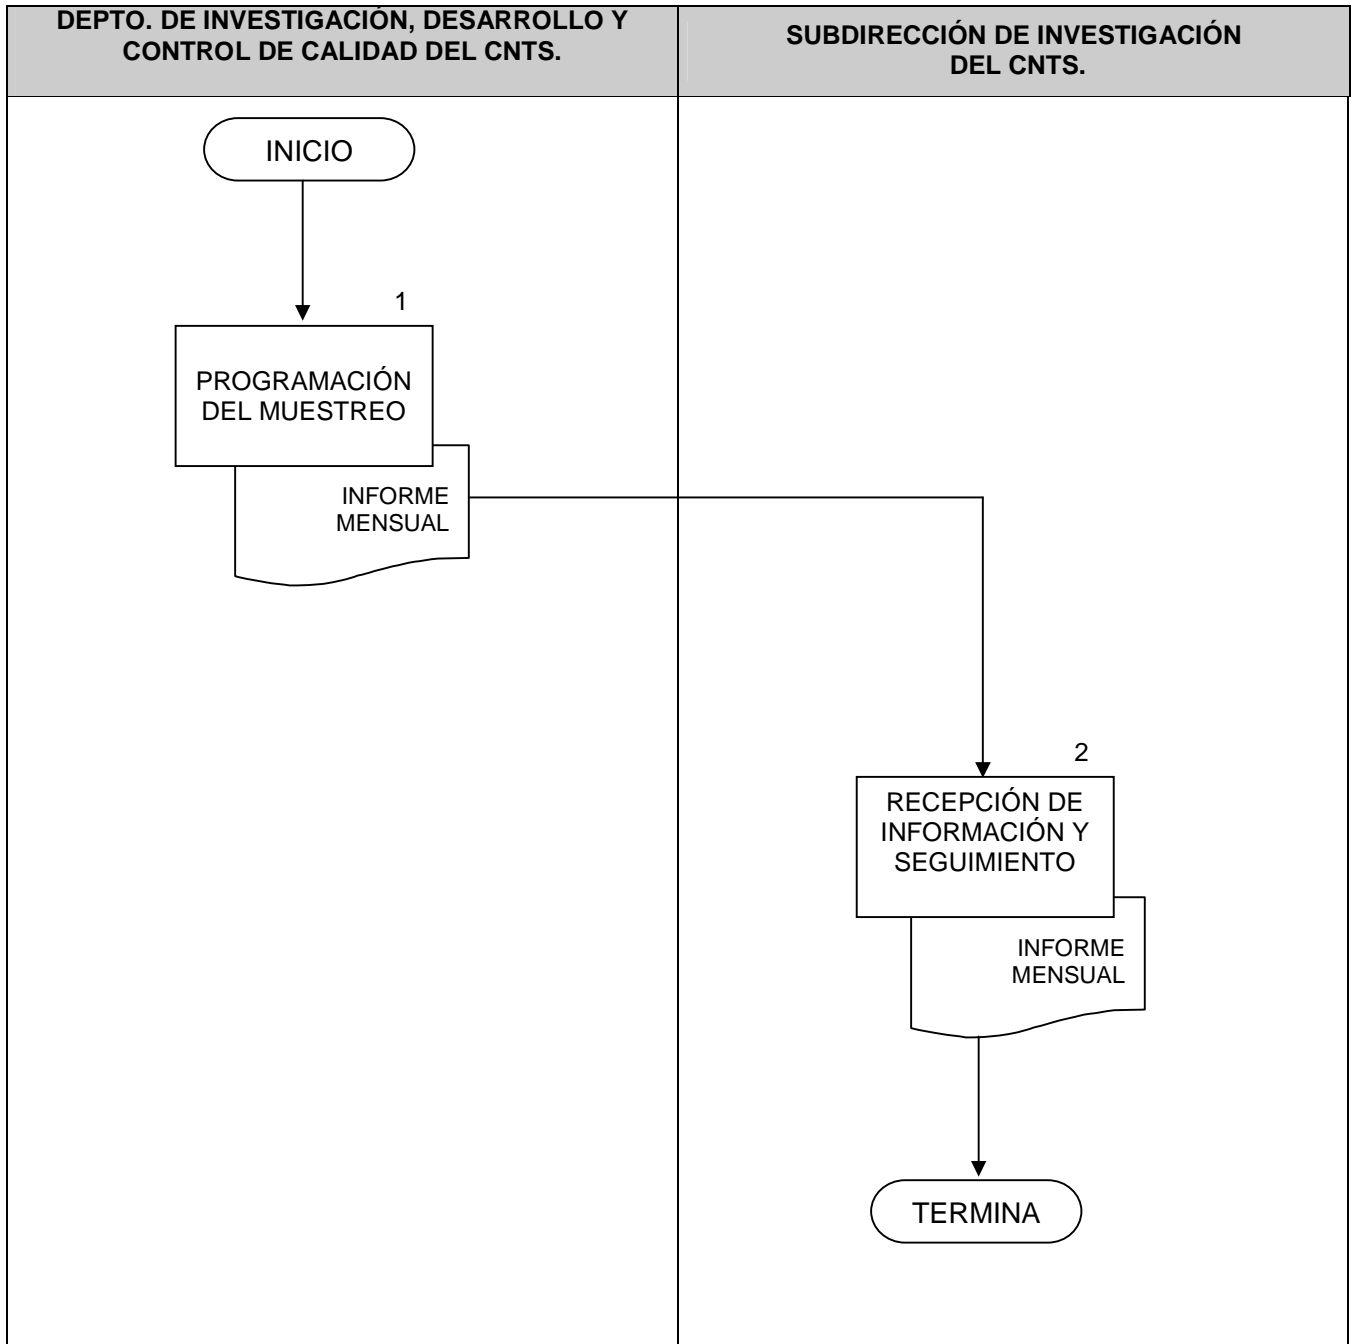 DEPTO. DE INVESTIGACIÓN, DESARROLLO Y
CONTROL DE CALIDAD DEL CNTS.
SUBDIRECCIÓN DE INVESTIGACIÓN
DEL CNTS.
INICIO
1
PROGRAMACIÓN
DEL MUESTREO
INFORME
MENSUAL
2
RECEPCIÓN DE
INFORMACIÓN Y
SEGUIMIENTO
INFORME
MENSUAL
TERMINA